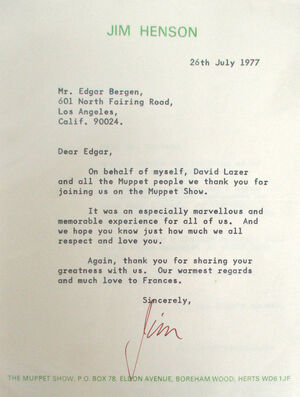 JIM HENSON
26th July 1977
Mr. Edgar Bergen,
601 North Fairing Rood,
Los Angeles,
Calif. 90024.
Dear Edgar,
On behalf of myself, David Lazer
and all the Muppet people we thank you for
joining us on the Muppet Show.
It was an especially marvellous and
memorable experience for all of us. And
we hope you know just how much we all
respect and love you.
Again, thank you for sharing your
greatness with us. Our warmest regards
and much love to Frances.
Sincerely,
Jim
THE MUPPET SHOW, P.O. BOX 78, ELDON AVENUE, BOREHAM WOOD, HERTS WD6 1JF